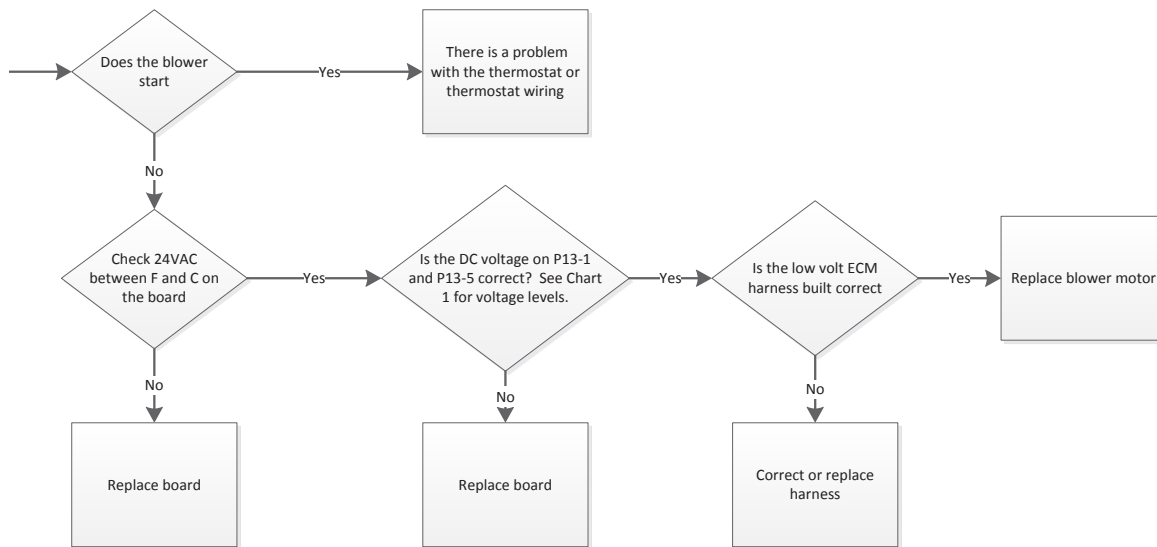 Does the blower
start
Yes
There is a problem
with the thermostat or
thermostat wiring
No
Check 24VAC
between F and C on
the board
Yes
Is the DC voltage on P13-1
and P13-5 correct?  See Chart
1 for voltage levels.
Yes
Is the low volt ECM
harness built correct
Yes
Replace blower motor
No
No
No
Replace board
Replace board
Correct or replace
harness